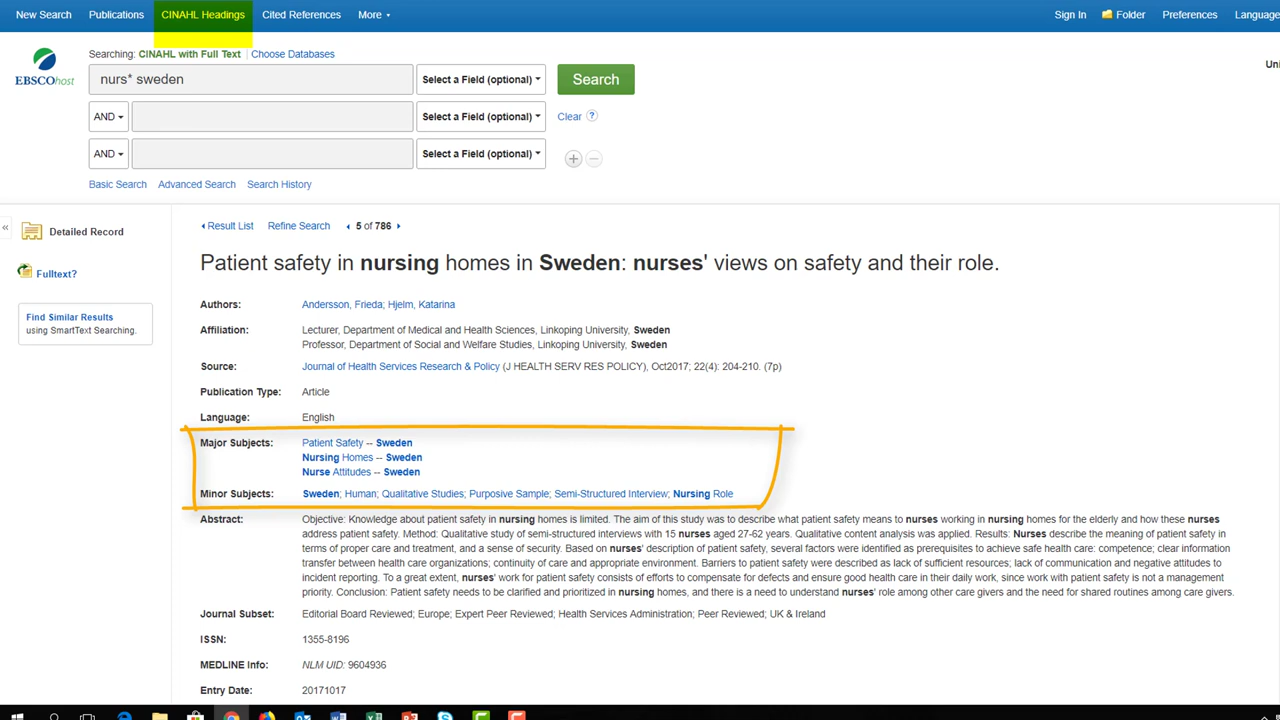 New Search Publications CINAHL Headings Cited References More Sign In Folder Preferences Language
Searching: CINAHL with Full Text Choose Databases
EBSCOhost
nurs* sweden Select a Field (optional) Search
AND Select a Field (optional) Clear ?
AND Select a Field (optional)
Basic Search Advanced Search Search History
« Detailed Record
Fulltext?
Find Similar Results
using SmartText Searching.
Result List Refine Search 5 of 786
Patient safety in nursing homes in Sweden: nurses' views on safety and their role.
Authors: Andersson, Frieda; Hjelm, Katarina
Affiliation: Lecturer, Department of Medical and Health Sciences, Linkoping University, Sweden
Professor, Department of Social and Welfare Studies, Linkoping University, Sweden
Source: Journal of Health Services Research & Policy (J HEALTH SERV RES POLICY), Oct2017; 22(4): 204-210. (7p)
Publication Type: Article
Language: English
Major Subjects: Patient Safety -- Sweden
Nursing Homes -- Sweden
Nurse Attitudes -- Sweden
Minor Subjects: Sweden; Human; Qualitative Studies; Purposive Sample; Semi-Structured Interview; Nursing Role
Abstract: Objective: Knowledge about patient safety in nursing homes is limited. The aim of this study was to describe what patient safety means to nurses working in nursing homes for the elderly and how these nurses
address patient safety. Method: Qualitative study of semi-structured interviews with 15 nurses aged 27-62 years. Qualitative content analysis was applied. Results: Nurses describe the meaning of patient safety in
terms of proper care and treatment, and a sense of security. Based on nurses' description of patient safety, several factors were identified as prerequisites to achieve safe health care: competence; clear information
transfer between health care organizations; continuity of care and appropriate environment. Barriers to patient safety were described as lack of sufficient resources; lack of communication and negative attitudes to
incident reporting. To a great extent, nurses' work for patient safety consists of efforts to compensate for defects and ensure good health care in their daily work, since work with patient safety is not a management
priority. Conclusion: Patient safety needs to be clarified and prioritized in nursing homes, and there is a need to understand nurses' role among other care givers and the need for shared routines among care givers.
Journal Subset: Editorial Board Reviewed; Europe; Expert Peer Reviewed; Health Services Administration; Peer Reviewed; UK & Ireland
ISSN: 1355-8196
MEDLINE Info: NLM UID: 9604936
Entry Date: 20171017